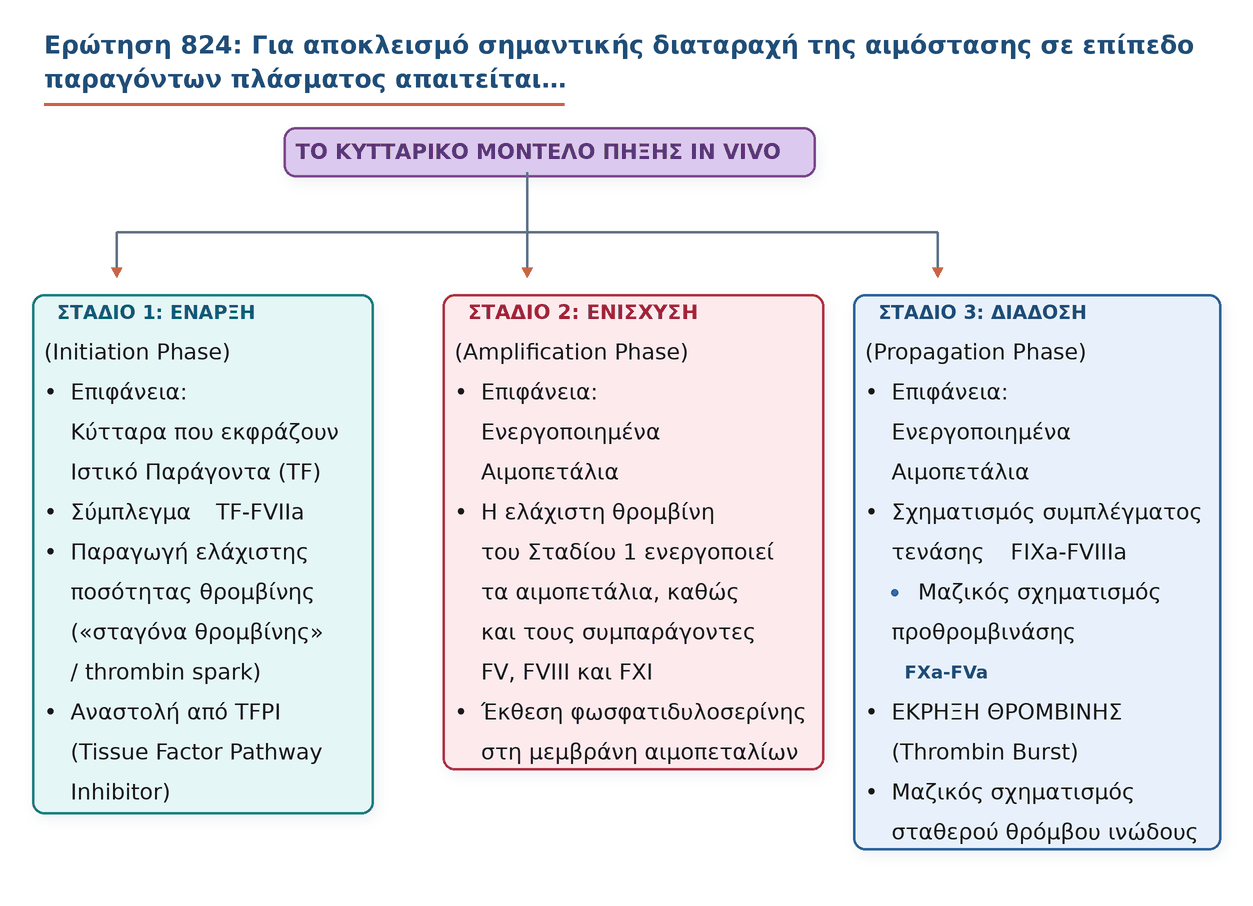 Ερώτηση 824: Για αποκλεισμό σημαντικής διαταραχή της αιμόστασης σε επίπεδο
παραγόντων πλάσματος απαιτείται…
ΤΟ ΚΥΤΤΑΡΙΚΟ ΜΟΝΤΕΛΟ ΠΗΞΗΣ IN VIVO
ΣΤΑΔΙΟ 1: ΕΝΑΡΞΗ
(Initiation Phase)
• Επιφάνεια:
Κύτταρα που εκφράζουν
Ιστικό Παράγοντα (TF)
• Σύμπλεγμα TF-FVIIa
• Παραγωγή ελάχιστης
ποσότητας θρομβίνης
(«σταγόνα θρομβίνης»
/ thrombin spark)
• Αναστολή από TFPI
(Tissue Factor Pathway
Inhibitor)
ΣΤΑΔΙΟ 2: ΕΝΙΣΧΥΣΗ
(Amplification Phase)
• Επιφάνεια:
Ενεργοποιημένα
Αιμοπετάλια
• Η ελάχιστη θρομβίνη
του Σταδίου 1 ενεργοποιεί
τα αιμοπετάλια, καθώς
και τους συμπαράγοντες
FV, FVIII και FXI
• Έκθεση φωσφατιδυλοσερίνης
στη μεμβράνη αιμοπεταλίων
ΣΤΑΔΙΟ 3: ΔΙΑΔΟΣΗ
(Propagation Phase)
• Επιφάνεια:
Ενεργοποιημένα
Αιμοπετάλια
• Σχηματισμός συμπλέγματος
τενάσης FIXa-FVIIIa
• Μαζικός σχηματισμός
προθρομβινάσης
FXa-FVa
• ΕΚΡΗΞΗ ΘΡΟΜΒΙΝΗΣ
(Thrombin Burst)
• Μαζικός σχηματισμός
σταθερού θρόμβου ινώδους